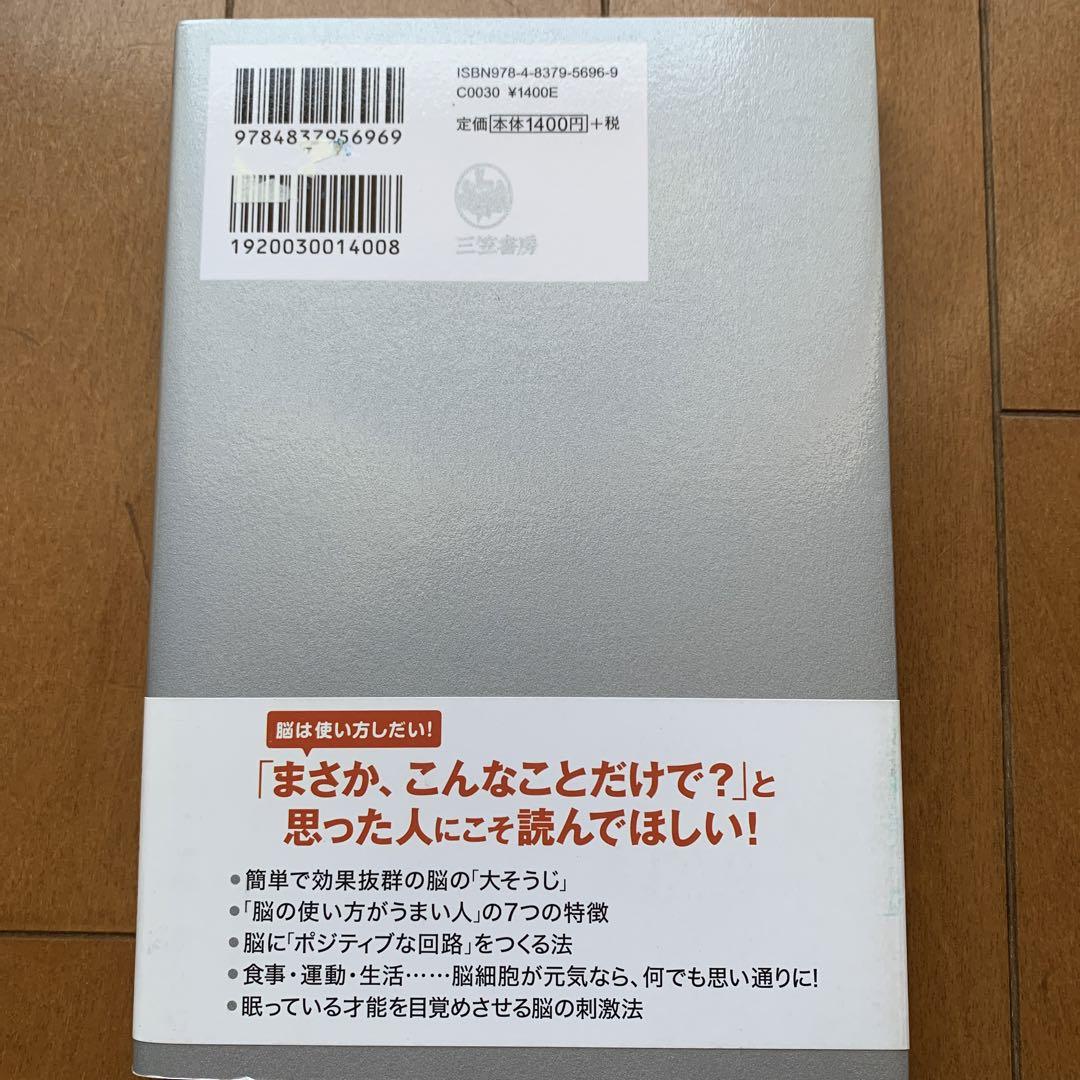 ISBN978-4-8379-5696-9
C0030 ¥1400E
定価 本体1400円 +税
9784837956969
1920030014008
三笠書房
脳は使い方しだい!
「まさか、こんなことだけで?」と
思った人にこそ読んでほしい!
●簡単で効果抜群の脳の「大そうじ」
●「脳の使い方がうまい人」の7つの特徴
●脳に「ポジティブな回路」をつくる法
●食事・運動・生活……脳細胞が元気なら、何でも思い通りに!
●眠っている才能を目覚めさせる脳の刺激法